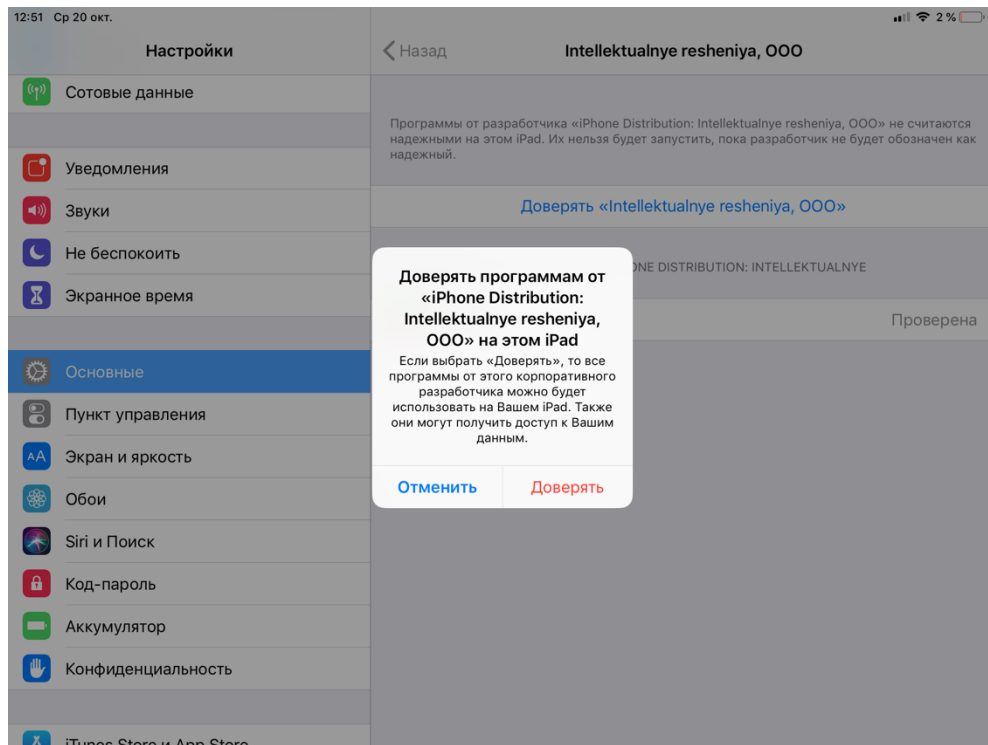 12:51 Ср 20 окт.
2 %
Настройки
Назад
Intellektualnye resheniya, OOO
Сотовые данные
Уведомления
Звуки
Не беспокоить
Экранное время
Основные
Пункт управления
Экран и яркость
Обои
Siri и Поиск
Код-пароль
Аккумулятор
Конфиденциальность
iTunes Store и App Store
Программы от разработчика «iPhone Distribution: Intellektualnye resheniya, OOO» не считаются
надежными на этом iPad. Их нельзя будет запустить, пока разработчик не будет обозначен как
надежный.
Доверять «Intellektualnye resheniya, OOO»
ONE DISTRIBUTION: INTELLEKTUALNYE
Проверена
Доверять программам от
«iPhone Distribution:
Intellektualnye resheniya,
OOO» на этом iPad
Если выбрать «Доверять», то все
программы от этого корпоративного
разработчика можно будет
использовать на Вашем iPad. Также
они могут получить доступ к Вашим
данным.
Отменить
Доверять